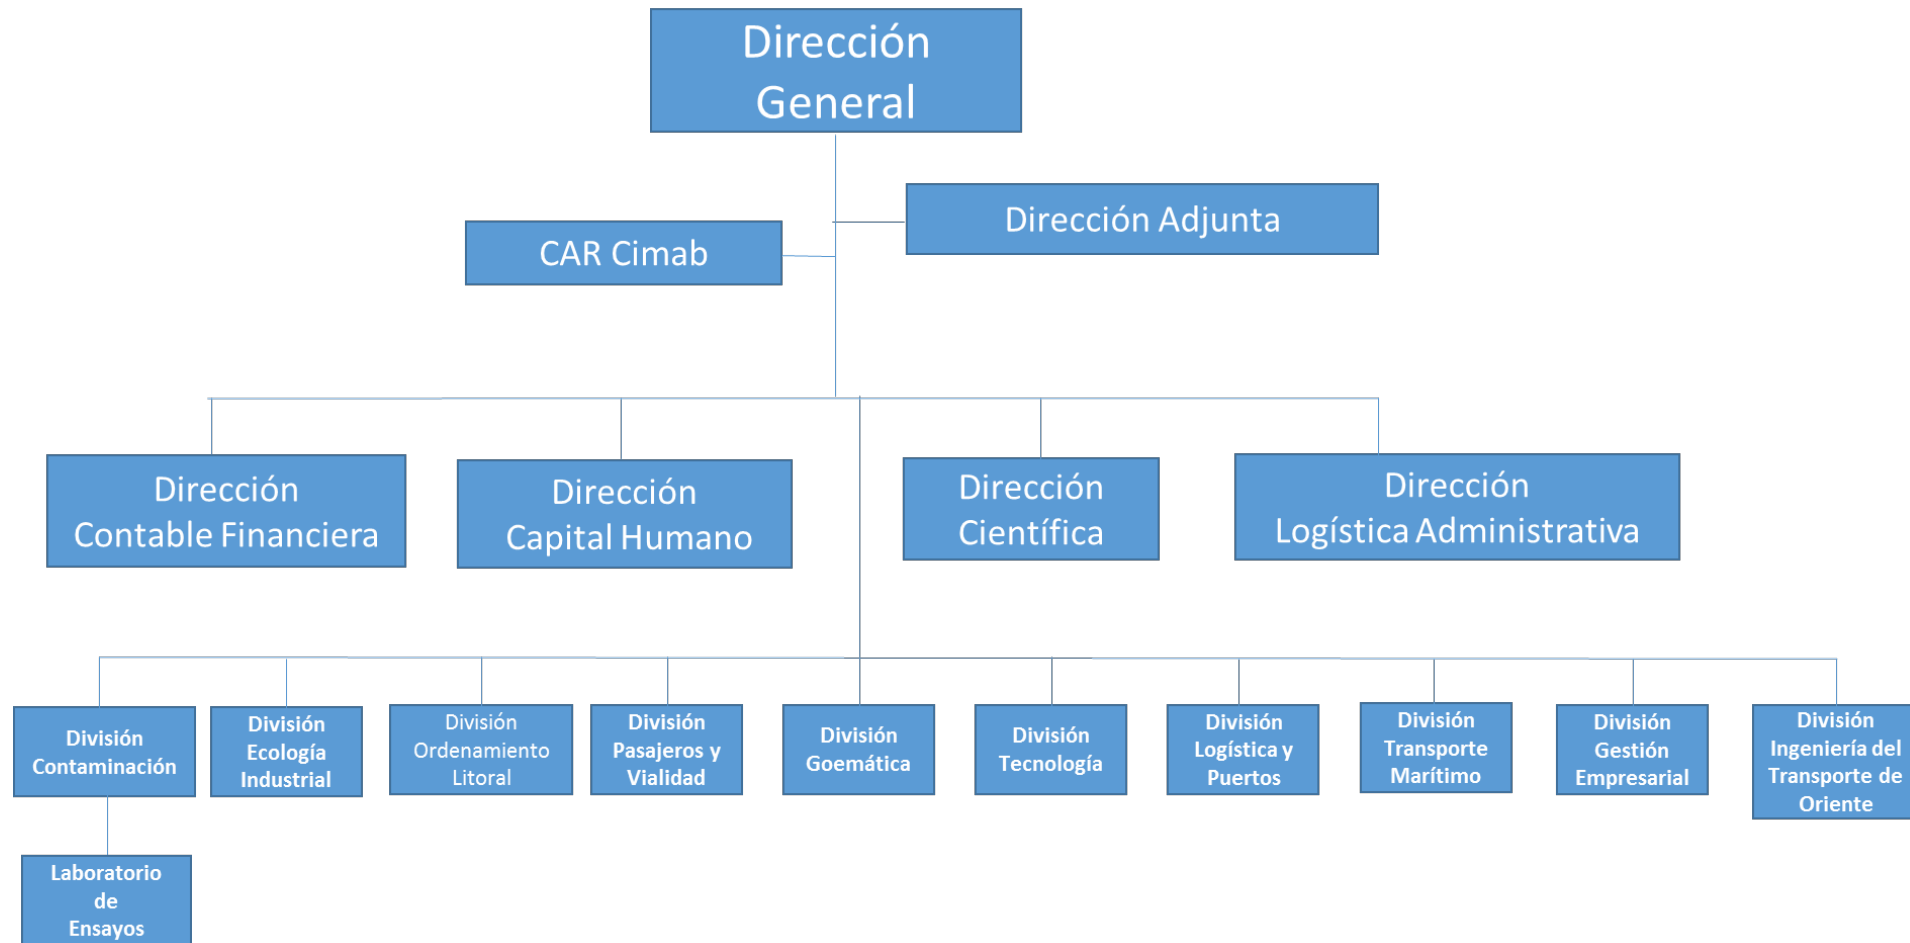 Dirección
General
Dirección Adjunta
CAR Cimab
Dirección
Contable Financiera
Dirección
Capital Humano
Dirección
Científica
Dirección
Logística Administrativa
División
Contaminación
División
Ecología
Industrial
División
Ordenamiento
Litoral
División
Pasajeros y
Vialidad
División
Goemática
División
Tecnología
División
Logística y
Puertos
División
Transporte
Marítimo
División
Gestión
Empresarial
División
Ingeniería del
Transporte de
Oriente
Laboratorio
de
Ensayos